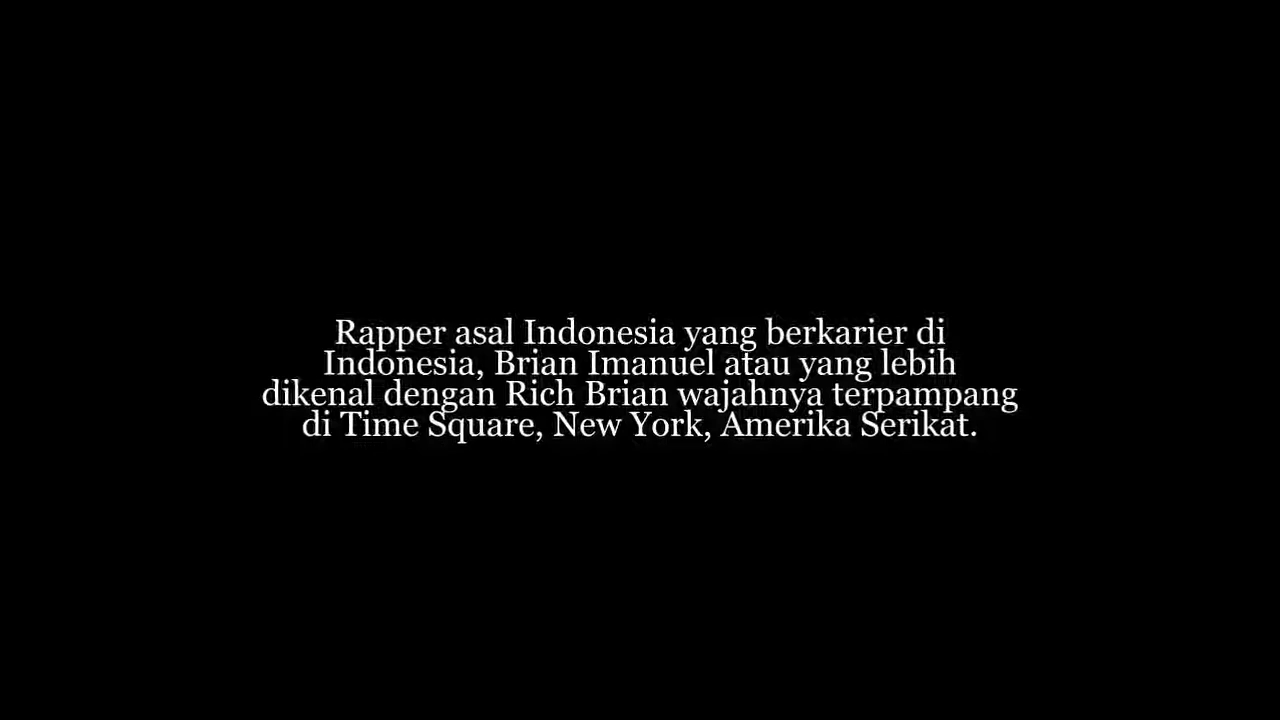 Rapper asal Indonesia yang berkarier di
Indonesia, Brian Imanuel atau yang lebih
dikenal dengan Rich Brian wajahnya terpampang
di Time Square, New York, Amerika Serikat.